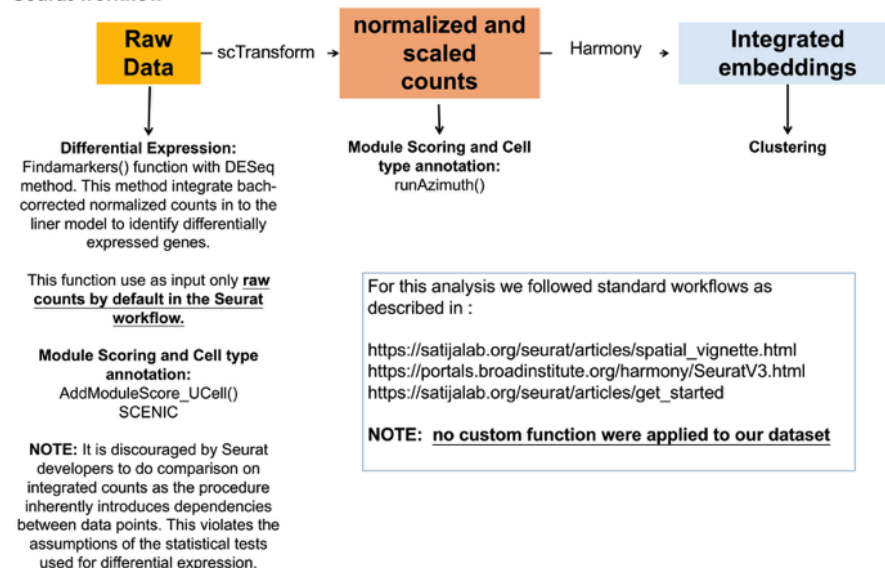 Seurat workflow
Raw
Data
scTransform
normalized and
scaled
counts
Harmony
Integrated
embeddings
Differential Expression:
Findamarkers() function with DESeq
method. This method integrate bach-
corrected normalized counts in to the
liner model to identify differentially
expressed genes.
This function use as input only raw
counts by default in the Seurat
workflow.
Module Scoring and Cell type
annotation:
AddModuleScore_UCell()
SCENIC
NOTE: It is discouraged by Seurat
developers to do comparison on
integrated counts as the procedure
inherently introduces dependencies
between data points. This violates the
assumptions of the statistical tests
used for differential expression.
Module Scoring and Cell
type annotation:
runAzimuth()
Clustering
For this analysis we followed standard workflows as
described in :
https://satijalab.org/seurat/articles/spatial_vignette.html
https://portals.broadinstitute.org/harmony/SeuratV3.html
https://satijalab.org/seurat/articles/get_started
NOTE: no custom function were applied to our dataset